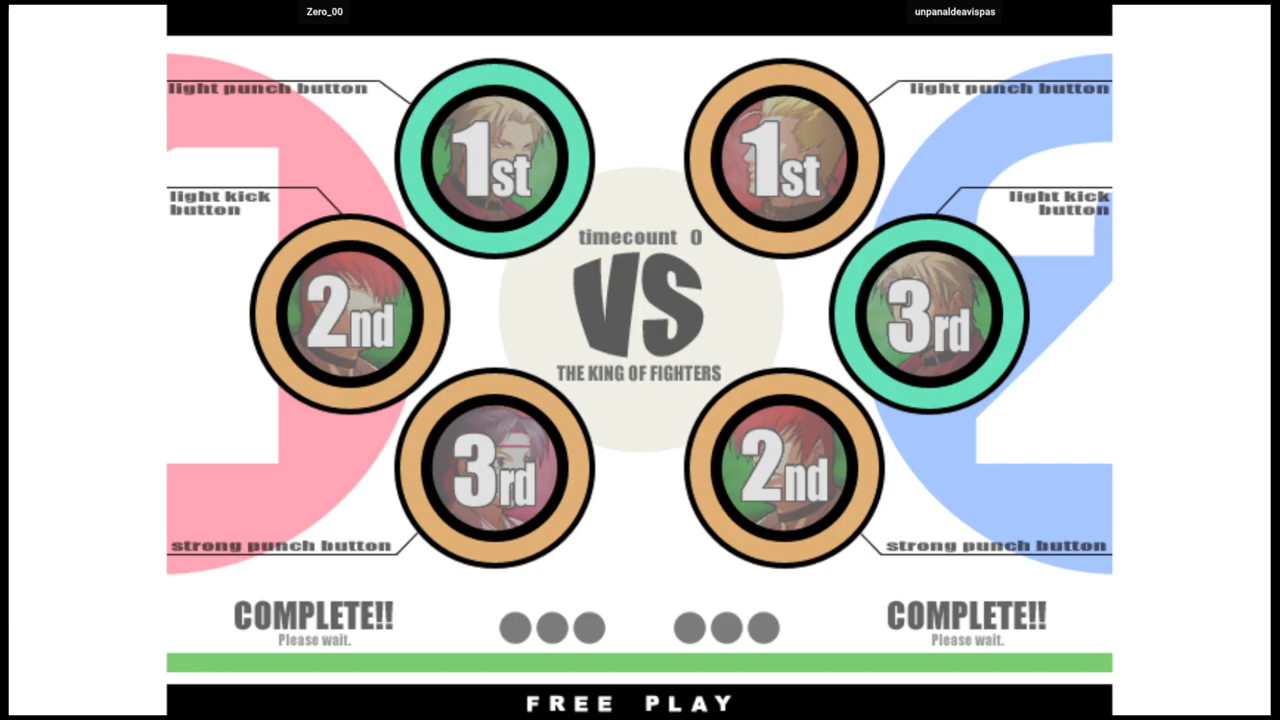 Zero_00
unpanaldeavispas
light punch button
light punch button
1st
1st
light kick
button
light kick
button
timecount 0
VS
THE KING OF FIGHTERS
2nd
3rd
3rd
2nd
strong punch button
strong punch button
COMPLETE!!
Please wait.
COMPLETE!!
Please wait.
FREE PLAY